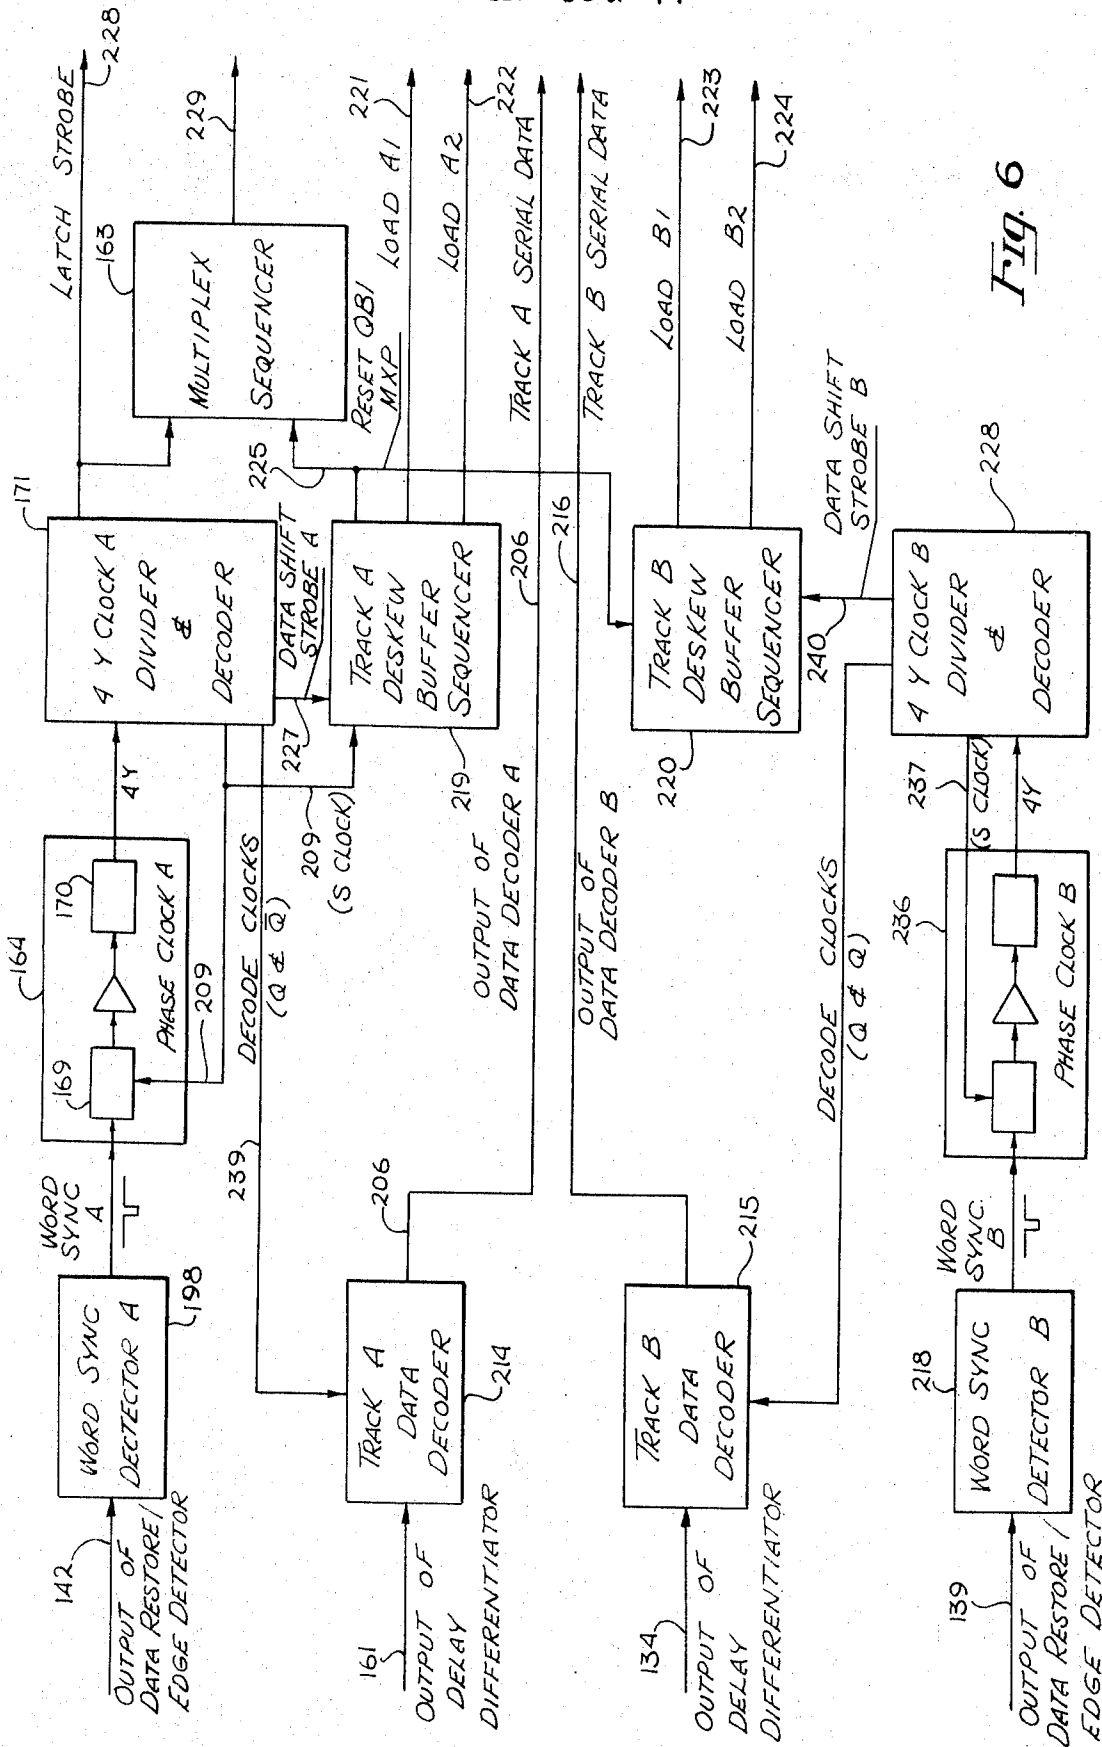 142
OUTPUT OF
DATA RESTORE/
EDGE DETECTOR
WORD SYNC
DECTECTOR A
198
WORD
SYNC
A
164
169
170
PHASE CLOCK A
209
4Y
171
4 Y CLOCK A
DIVIDER
&
DECODER
LATCH STROBE
228
163
MULTIPLEX
SEQUENCER
229
225
RESET QB1
MXP
239
DECODE CLOCKS
(Q & Q̅)
209
(S CLOCK)
227
DATA SHIFT
STROBE A
TRACK A
DESKEW
BUFFER
SEQUENCER
219
LOAD A1
221
LOAD A2
222
161
OUTPUT OF
DELAY
DIFFERENTIATOR
TRACK A
DATA
DECODER
214
206
OUTPUT OF
DATA DECODER A
206
TRACK A SERIAL DATA
OUTPUT OF
DATA DECODER B
216
TRACK B SERIAL DATA
134
OUTPUT OF
DELAY
DIFFERENTIATOR
TRACK B
DATA
DECODER
215
220
TRACK B
DESKEW
BUFFER
SEQUENCER
LOAD B1
223
LOAD B2
224
DECODE CLOCKS
(Q & Q)
240
DATA SHIFT
STROBE B
139
OUTPUT OF
DATA RESTORE/
EDGE DETECTOR
218
WORD SYNC
DETECTOR B
WORD
SYNC.
B
236
PHASE CLOCK B
237
(S CLOCK)
4Y
4 Y CLOCK B
DIVIDER
&
DECODER
228
Fig. 6